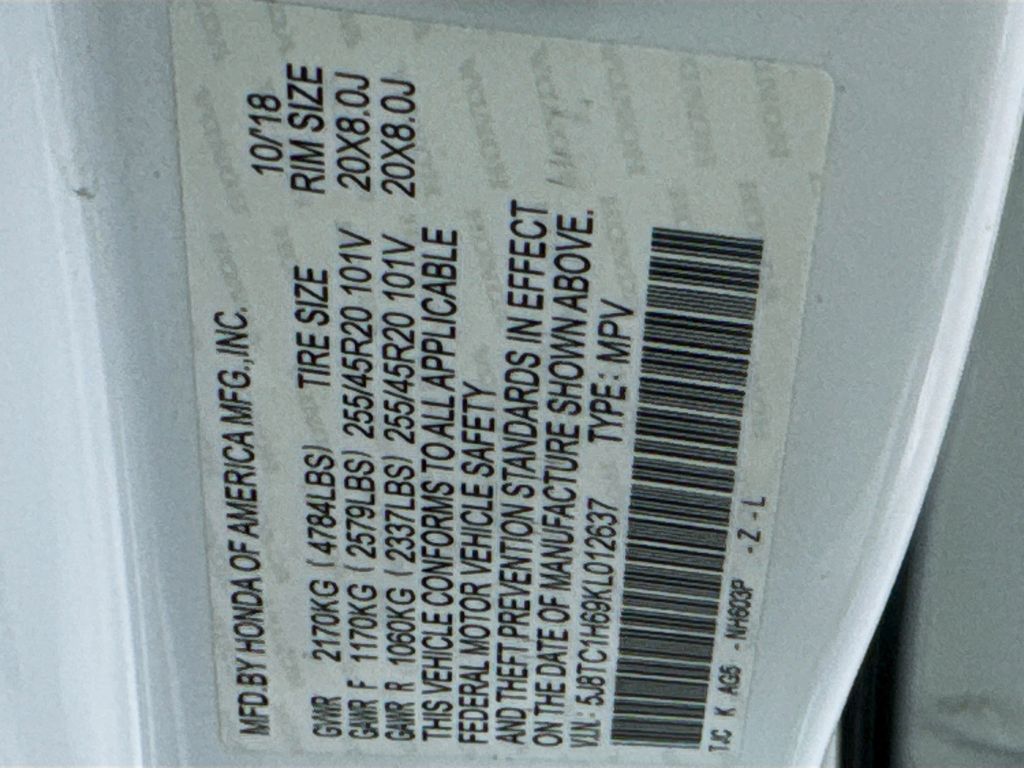 MFD.BY HONDA OF AMERICA MFG.,INC. 10/'18
GVWR 2170KG ( 4784LBS) TIRE SIZE RIM SIZE
GAWR F 1170KG ( 2579LBS) 255/45R20 101V 20X8.0J
GAWR R 1060KG ( 2337LBS) 255/45R20 101V 20X8.0J
THIS VEHICLE CONFORMS TO ALL APPLICABLE
FEDERAL MOTOR VEHICLE SAFETY
AND THEFT PREVENTION STANDARDS IN EFFECT
ON THE DATE OF MANUFACTURE SHOWN ABOVE.
V.I.N.: 5J8TC1H69KL012637 TYPE: MPV
TJC K AG5 -NH603P -Z-L